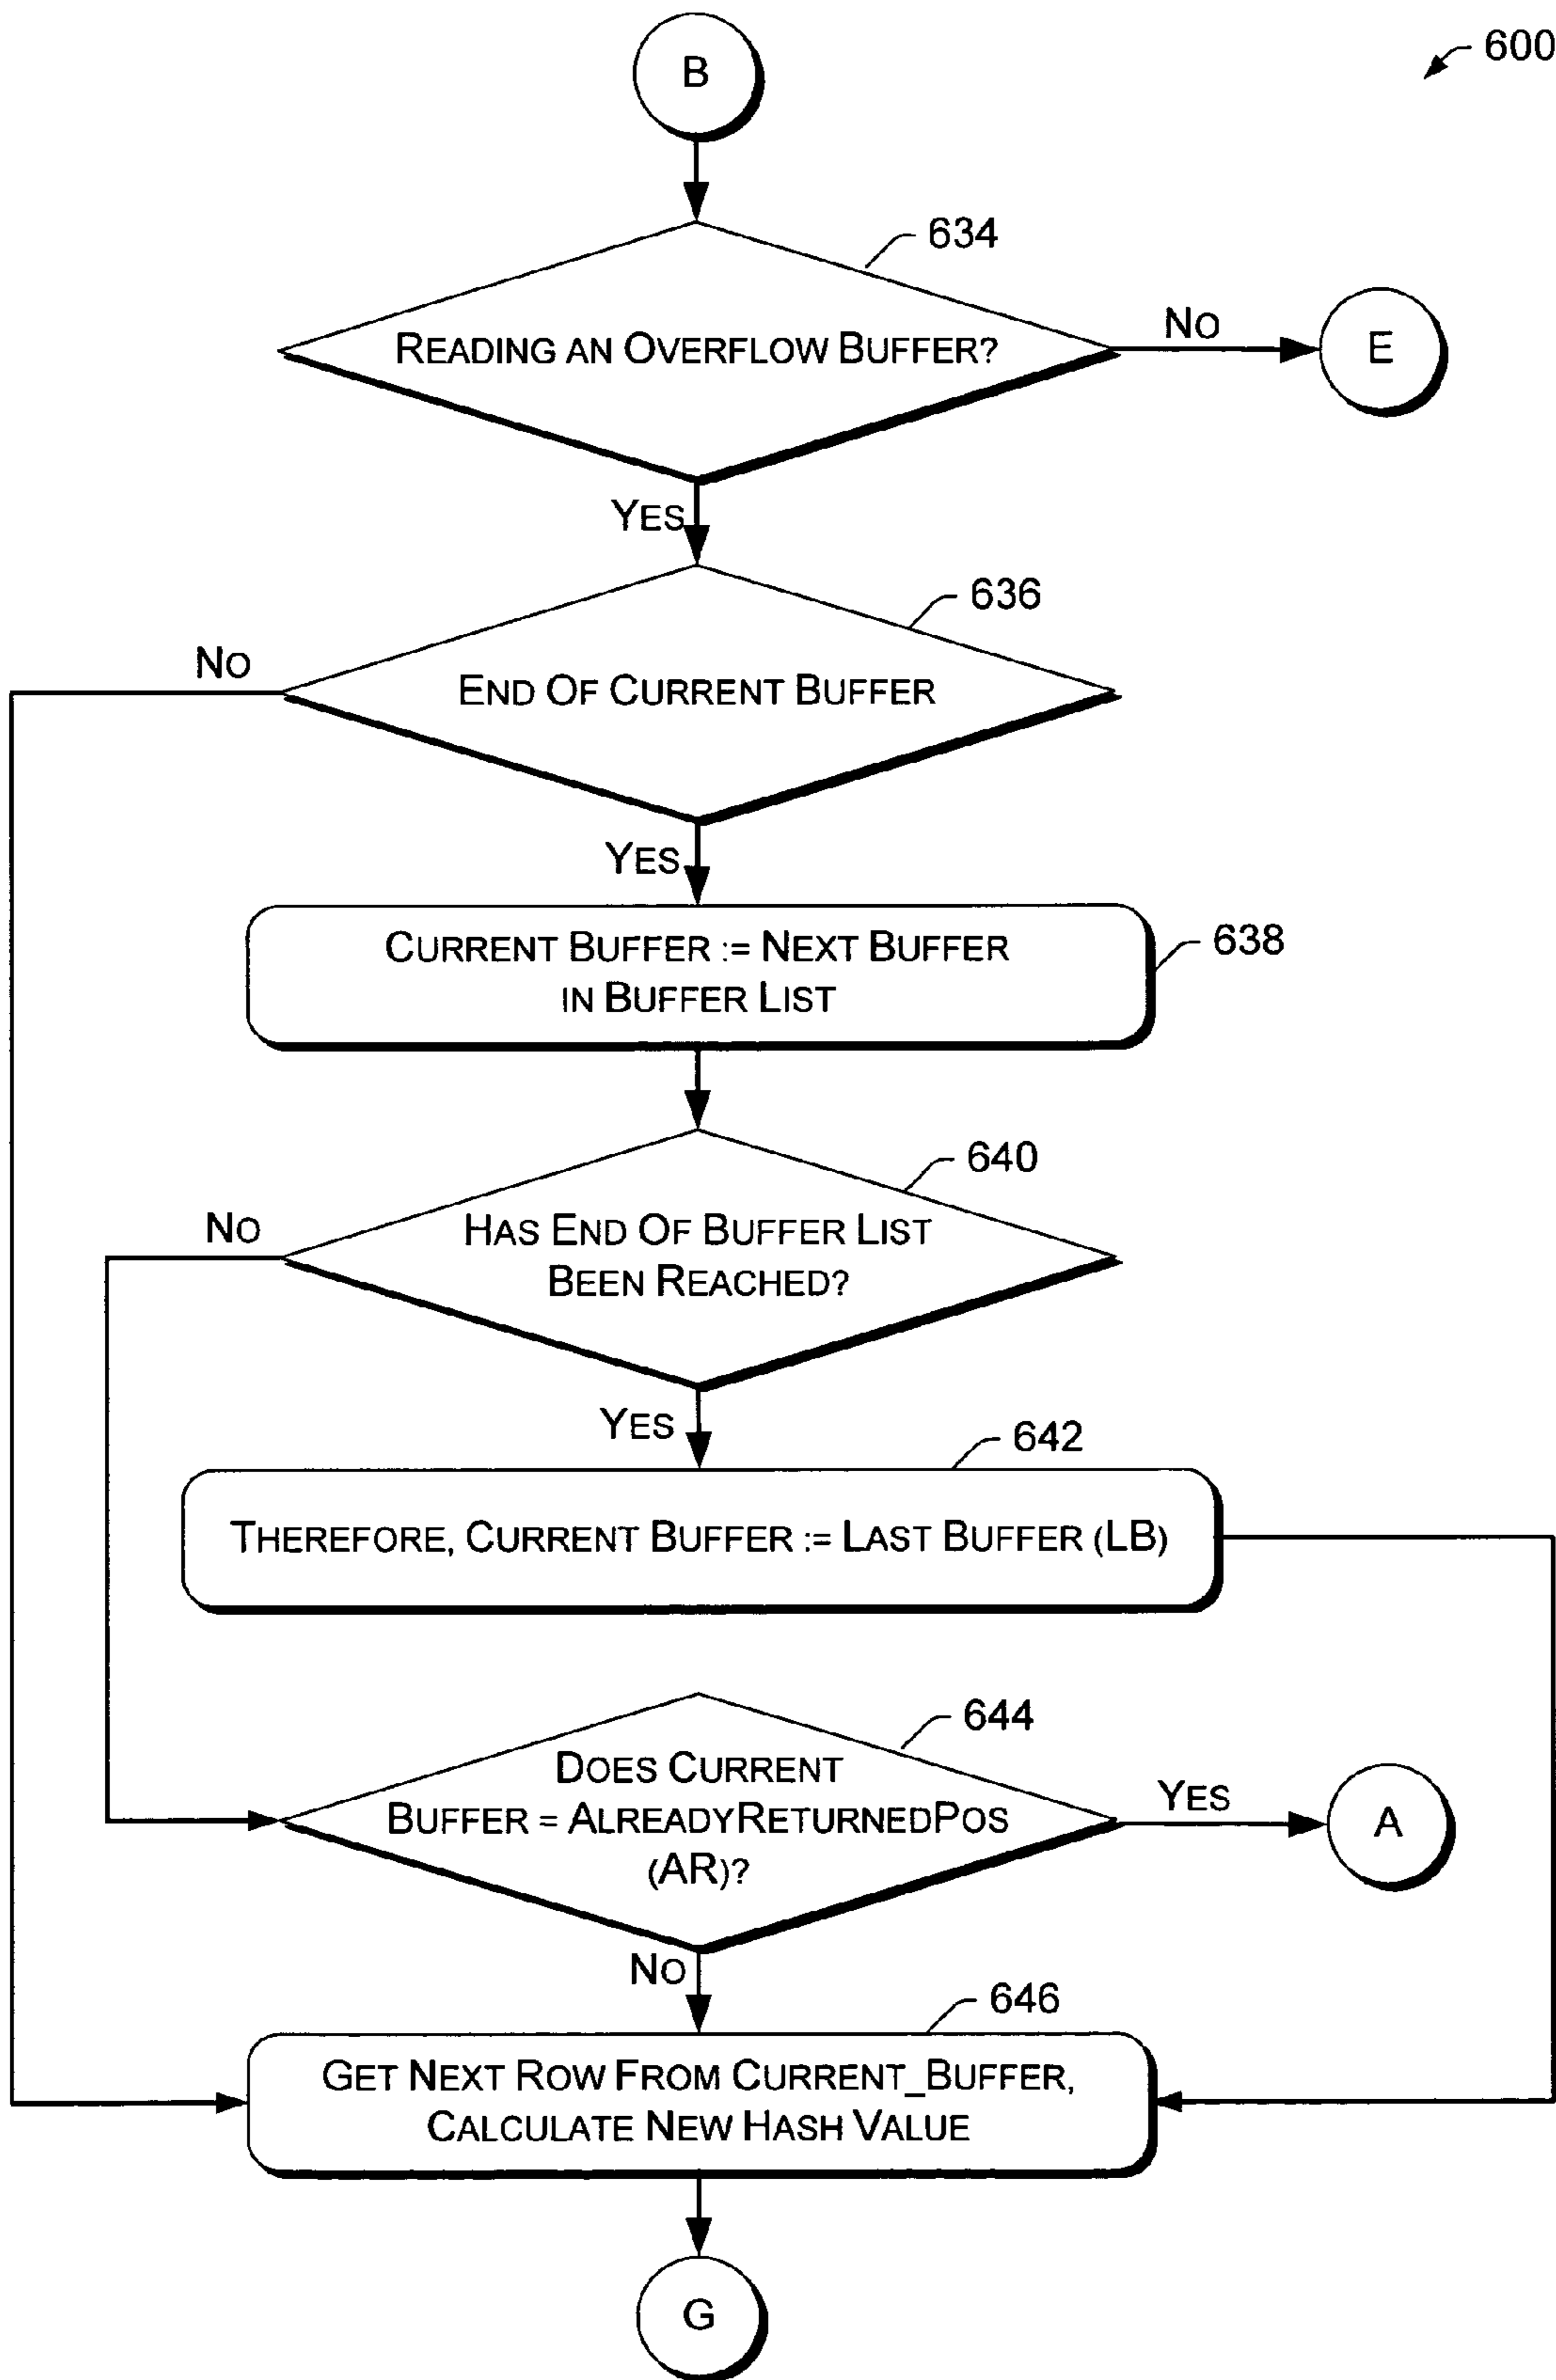 600
B
634
READING AN OVERFLOW BUFFER?
NO
E
YES
636
NO
END OF CURRENT BUFFER
YES
CURRENT BUFFER := NEXT BUFFER
IN BUFFER LIST
638
640
NO
HAS END OF BUFFER LIST
BEEN REACHED?
YES
642
THEREFORE, CURRENT BUFFER := LAST BUFFER (LB)
644
DOES CURRENT
BUFFER = ALREADYRETURNEDPOS
(AR)?
YES
A
NO
646
GET NEXT ROW FROM CURRENT_BUFFER,
CALCULATE NEW HASH VALUE
G